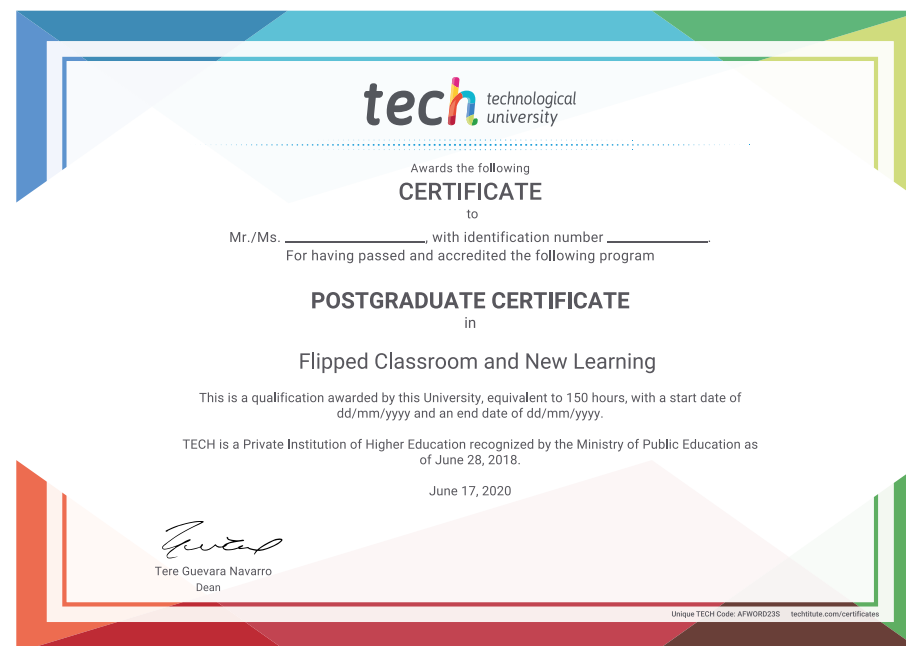 tech technological
university
Awards the following
CERTIFICATE
to
Mr./Ms. ____________________, with identification number ______________.
For having passed and accredited the following program
POSTGRADUATE CERTIFICATE
in
Flipped Classroom and New Learning
This is a qualification awarded by this University, equivalent to 150 hours, with a start date of
dd/mm/yyyy and an end date of dd/mm/yyyy.
TECH is a Private Institution of Higher Education recognized by the Ministry of Public Education as
of June 28, 2018.
June 17, 2020
Tere Guevara Navarro
Dean
Unique TECH Code: AFWORD23S techtitute.com/certificates